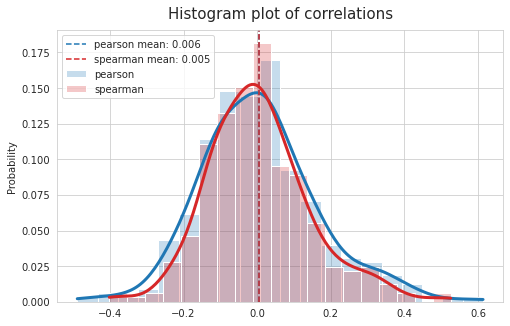 Histogram plot of correlations
pearson mean: 0.006
spearman mean: 0.005
pearson
spearman
Probability
0.175
0.150
0.125
0.100
0.075
0.050
0.025
0.000
−0.4 −0.2 0.0 0.2 0.4 0.6